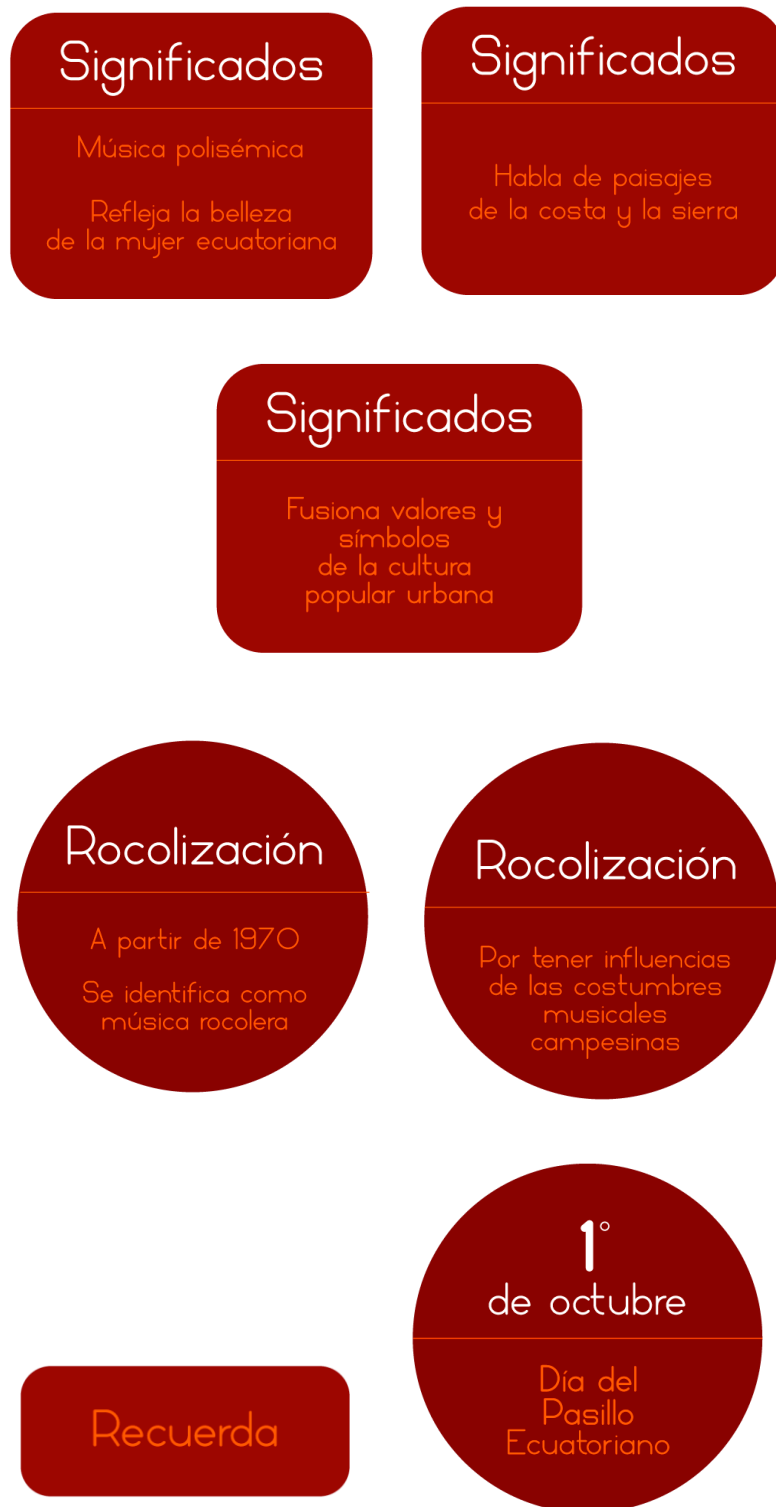 Significados
Música polisémica
Refleja la belleza
de la mujer ecuatoriana
Significados
Habla de paisajes
de la costa y la sierra
Significados
Fusiona valores y
símbolos
de la cultura
popular urbana
Rocolización
A partir de 1970
Se identifica como
música rocolera
Rocolización
Por tener influencias
de las costumbres
musicales
campesinas
Recuerda
1°
de octubre
Día del
Pasillo
Ecuatoriano